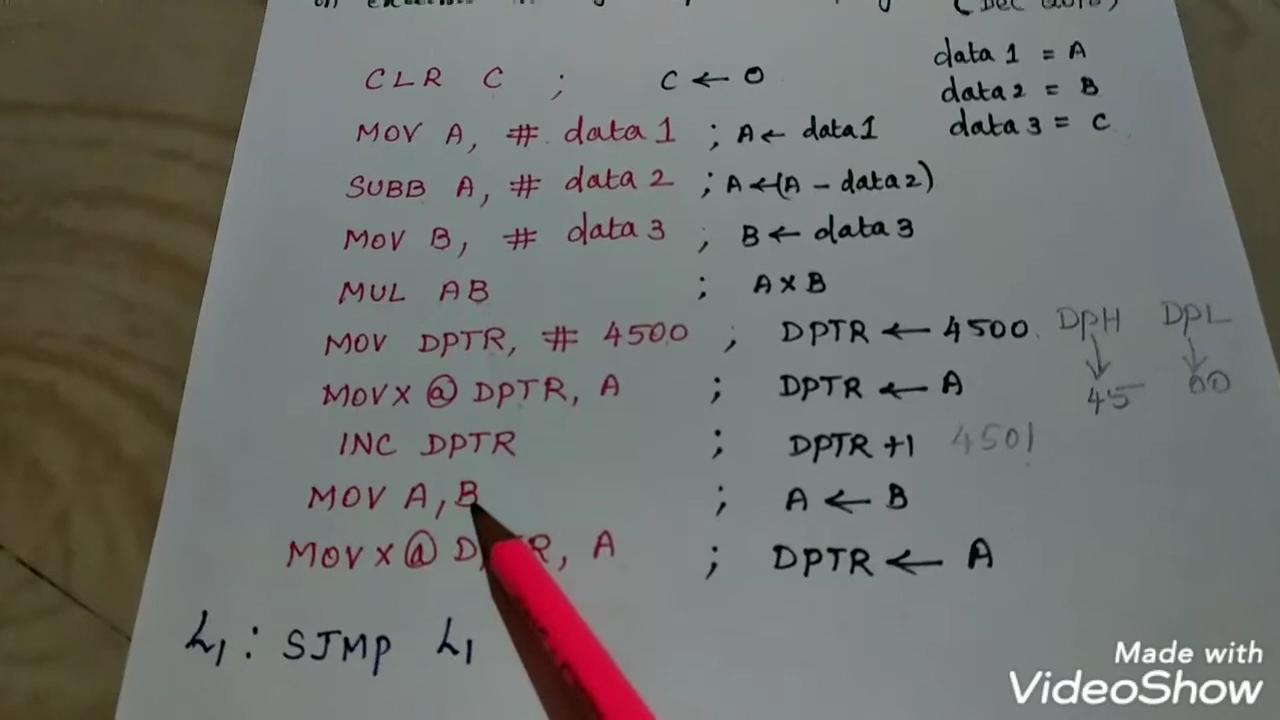 (Dec
data 1 = A
data 2 = B
data 3 = C
CLR C ; C ← 0
MOV A, # data 1 ; A ← data 1
SUBB A, # data 2 ; A ← (A - data 2)
MOV B, # data 3 ; B ← data 3
MUL AB ; A X B
MOV DPTR, # 4500 ; DPTR ← 4500. DPH DPL
MOVX @ DPTR, A ; DPTR ← A 45 00
INC DPTR ; DPTR +1 4501
MOV A, B ; A ← B
MOVX @ DPTR, A ; DPTR ← A
L1 : SJMP L1
Made with
VideoShow